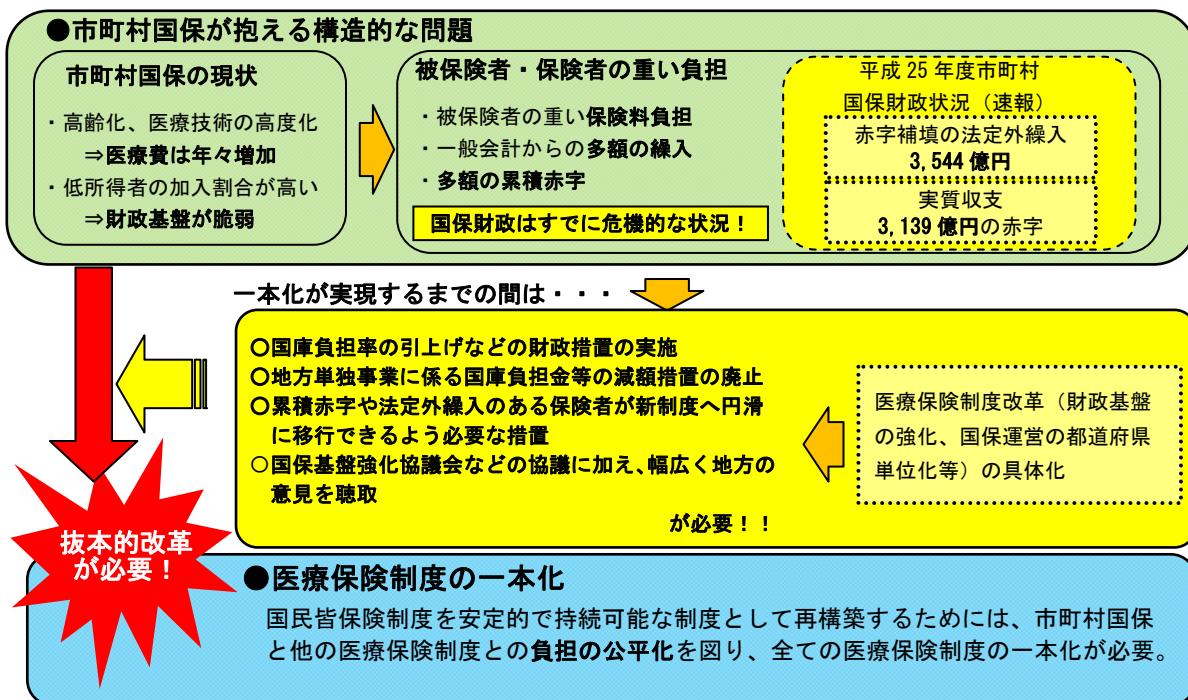 ●市町村国保が抱える構造的な問題
市町村国保の現状
・高齢化、医療技術の高度化
⇒医療費は年々増加
・低所得者の加入割合が高い
⇒財政基盤が脆弱
被保険者・保険者の重い負担
・被保険者の重い保険料負担
・一般会計からの多額の繰入
・多額の累積赤字
国保財政はすでに危機的な状況！
平成 25 年度市町村
国保財政状況（速報）
赤字補填の法定外繰入
3,544 億円
実質収支
3,139 億円の赤字
一本化が実現するまでの間は・・・
○国庫負担率の引上げなどの財政措置の実施
○地方単独事業に係る国庫負担金等の減額措置の廃止
○累積赤字や法定外繰入のある保険者が新制度へ円滑
に移行できるよう必要な措置
○国保基盤強化協議会などの協議に加え、幅広く地方の
意見を聴取
が必要！！
医療保険制度改革（財政基盤
の強化、国保運営の都道府県
単位化等）の具体化
抜本的改革
が必要！
●医療保険制度の一本化
国民皆保険制度を安定的で持続可能な制度として再構築するためには、市町村国保
と他の医療保険制度との負担の公平化を図り、全ての医療保険制度の一本化が必要。